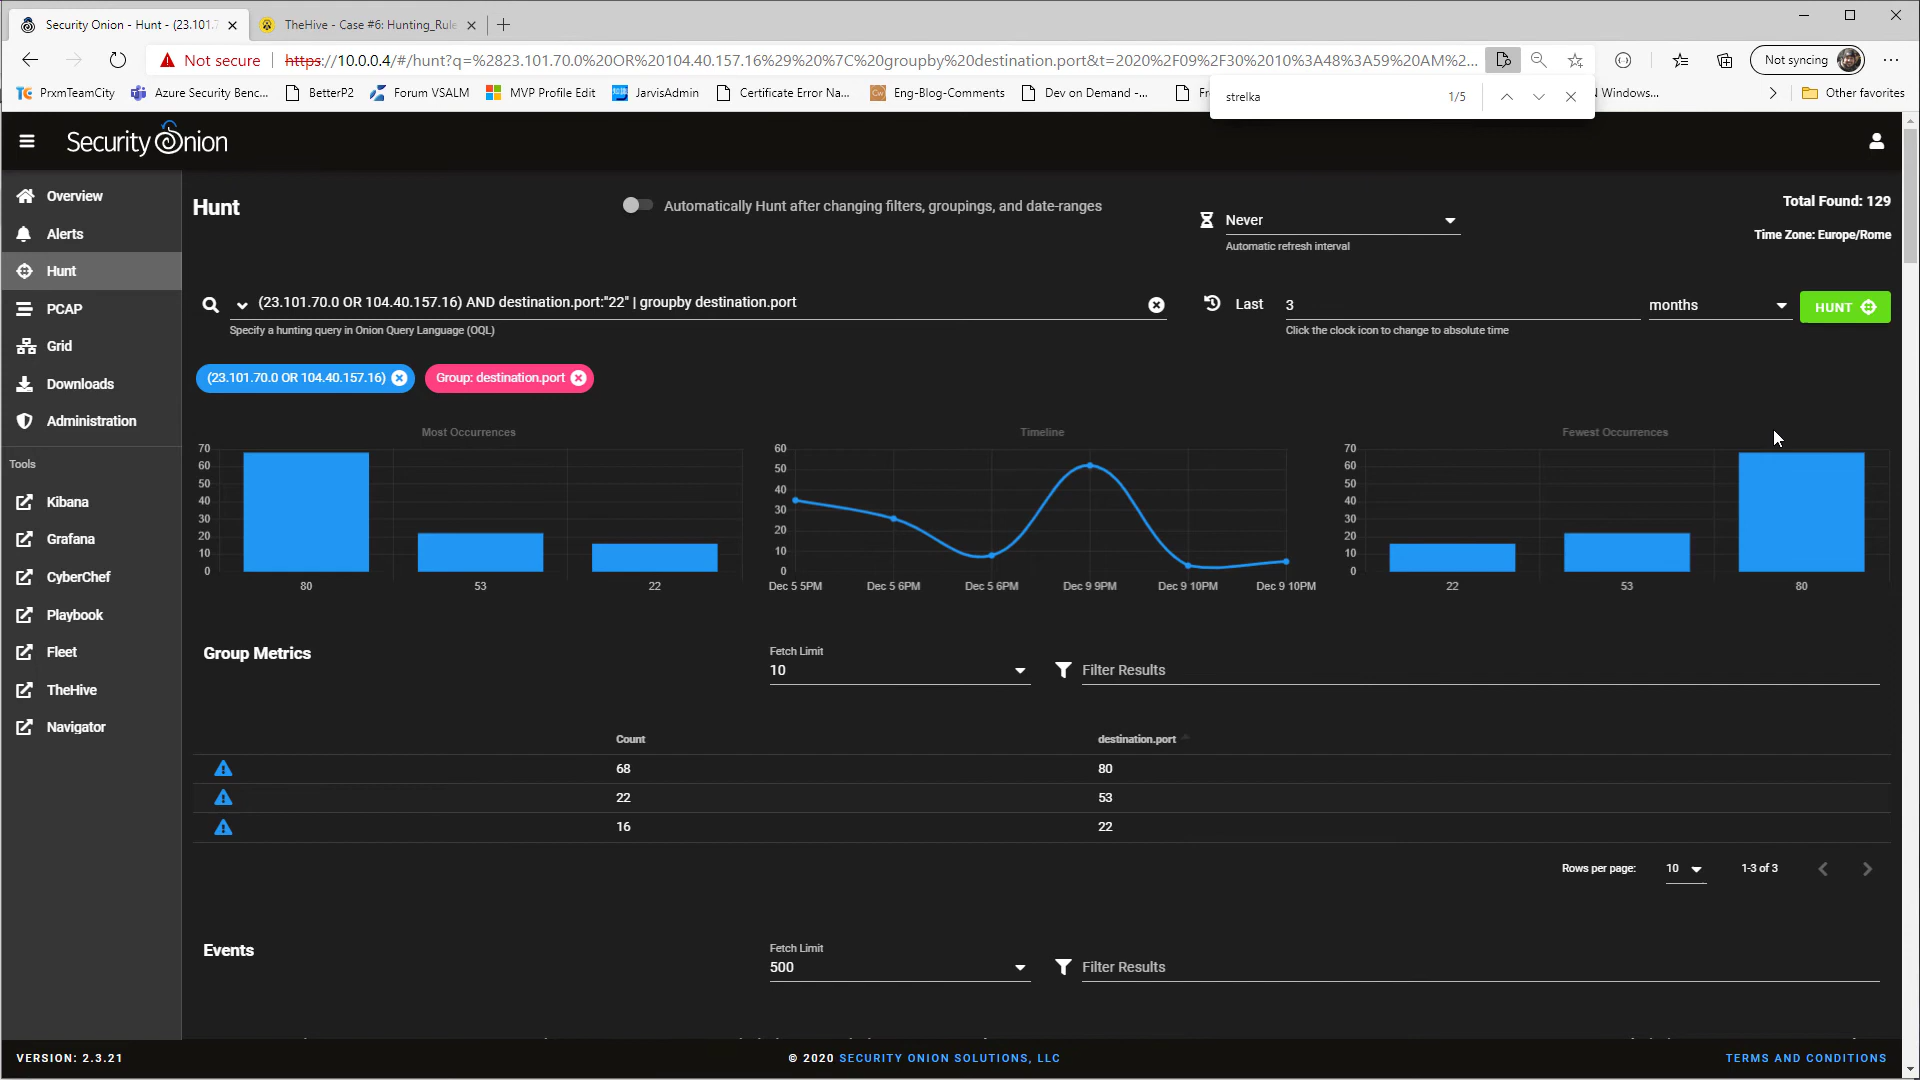 Security Onion - Hunt - (23.101.7
TheHive - Case #6: Hunting_Rule
Not secure
https://10.0.0.4/#/hunt?q=%2823.101.70.0%20OR%20104.40.157.16%29%20%7C%20groupby%20destination.port&t=2020%2F09%2F30%2010%3A48%3A59%20AM%2...
Not syncing
TC PrxmTeamCity
Azure Security Benc...
BetterP2
Forum VSALM
MVP Profile Edit
JarvisAdmin
Certificate Error Na...
Cw Eng-Blog-Comments
Dev on Demand -...
Windows...
Other favorites
strelka
1/5
Security Onion
Overview
Alerts
Hunt
PCAP
Grid
Downloads
Administration
Tools
Kibana
Grafana
CyberChef
Playbook
Fleet
TheHive
Navigator
Hunt
Automatically Hunt after changing filters, groupings, and date-ranges
Never
Automatic refresh interval
Total Found: 129
Time Zone: Europe/Rome
(23.101.70.0 OR 104.40.157.16) AND destination.port:"22" | groupby destination.port
Specify a hunting query in Onion Query Language (OQL)
Last
3
months
HUNT
Click the clock icon to change to absolute time
(23.101.70.0 OR 104.40.157.16)
Group: destination.port
Most Occurrences
70
60
50
40
30
20
10
0
80
53
22
Timeline
60
50
40
30
20
10
0
Dec 5 5PM
Dec 5 6PM
Dec 5 6PM
Dec 9 9PM
Dec 9 10PM
Dec 9 10PM
Fewest Occurrences
70
60
50
40
30
20
10
0
22
53
80
Group Metrics
Fetch Limit
10
Filter Results
Count destination.port
68 80
22 53
16 22
Rows per page: 10 1-3 of 3
Events
Fetch Limit
500
Filter Results
VERSION: 2.3.21
© 2020 SECURITY ONION SOLUTIONS, LLC
TERMS AND CONDITIONS